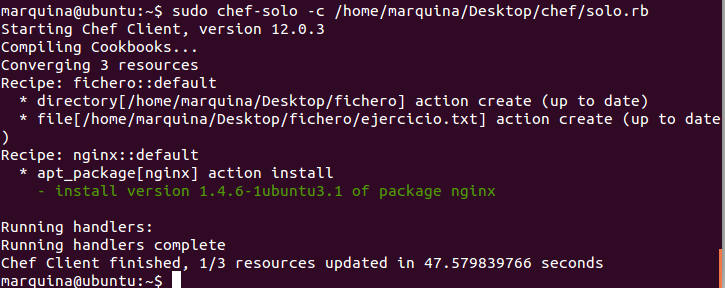 marquina@ubuntu:~$ sudo chef-solo -c /home/marquina/Desktop/chef/solo.rb
Starting Chef Client, version 12.0.3
Compiling Cookbooks...
Converging 3 resources
Recipe: fichero::default
  * directory[/home/marquina/Desktop/fichero] action create (up to date)
  * file[/home/marquina/Desktop/fichero/ejercicio.txt] action create (up to date
)
Recipe: nginx::default
  * apt_package[nginx] action install
    - install version 1.4.6-1ubuntu3.1 of package nginx

Running handlers:
Running handlers complete
Chef Client finished, 1/3 resources updated in 47.579839766 seconds
marquina@ubuntu:~$